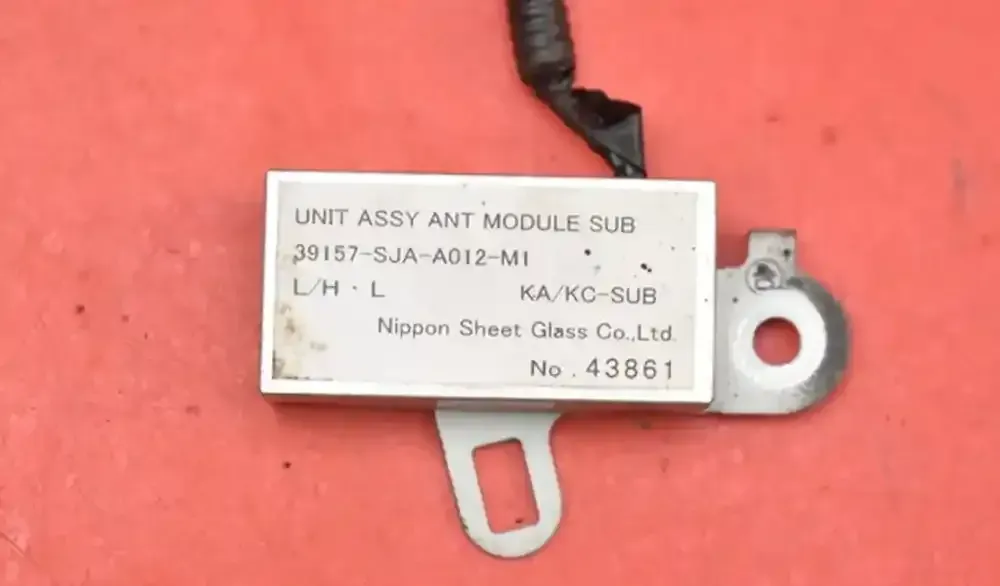 UNIT ASSY ANT MODULE SUB
39157-SJA-A012-M1
L/H · L KA/KC-SUB
Nippon Sheet Glass Co.,Ltd.
No . 43861